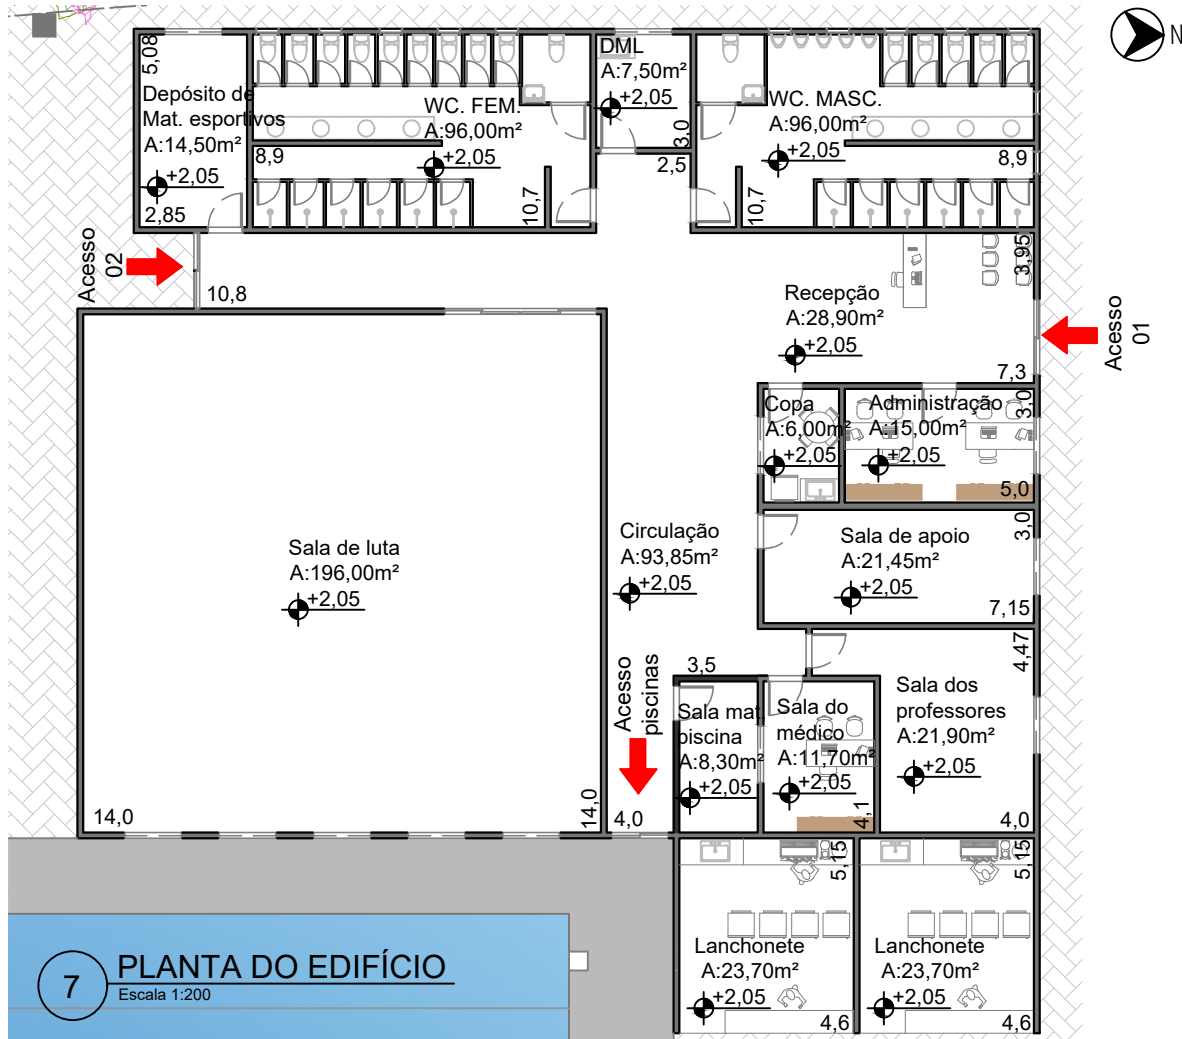 N
5,08
Depósito de
Mat. esportivos
A:14,50m²
+2,05
2,85
WC. FEM.
A:96,00m²
+2,05
8,9
10,7
DML
A:7,50m²
+2,05
3,0
2,5
WC. MASC.
A:96,00m²
+2,05
8,9
10,7
Acesso
02
10,8
Recepção
A:28,90m²
+2,05
3,95
7,3
Acesso
01
Copa
A:6,00m²
+2,05
Administração
A:15,00m²
+2,05
3,0
5,0
Sala de luta
A:196,00m²
+2,05
14,0
14,0
Circulação
A:93,85m²
+2,05
Sala de apoio
A:21,45m²
+2,05
3,0
7,15
Acesso
piscinas
4,0
3,5
Sala mat.
piscina
A:8,30m²
+2,05
Sala do
médico
A:11,70m²
+2,05
4,1
Sala dos
professores
A:21,90m²
+2,05
4,47
4,0
Lanchonete
A:23,70m²
+2,05
5,15
4,6
Lanchonete
A:23,70m²
+2,05
5,15
4,6
7
PLANTA DO EDIFÍCIO
Escala 1:200